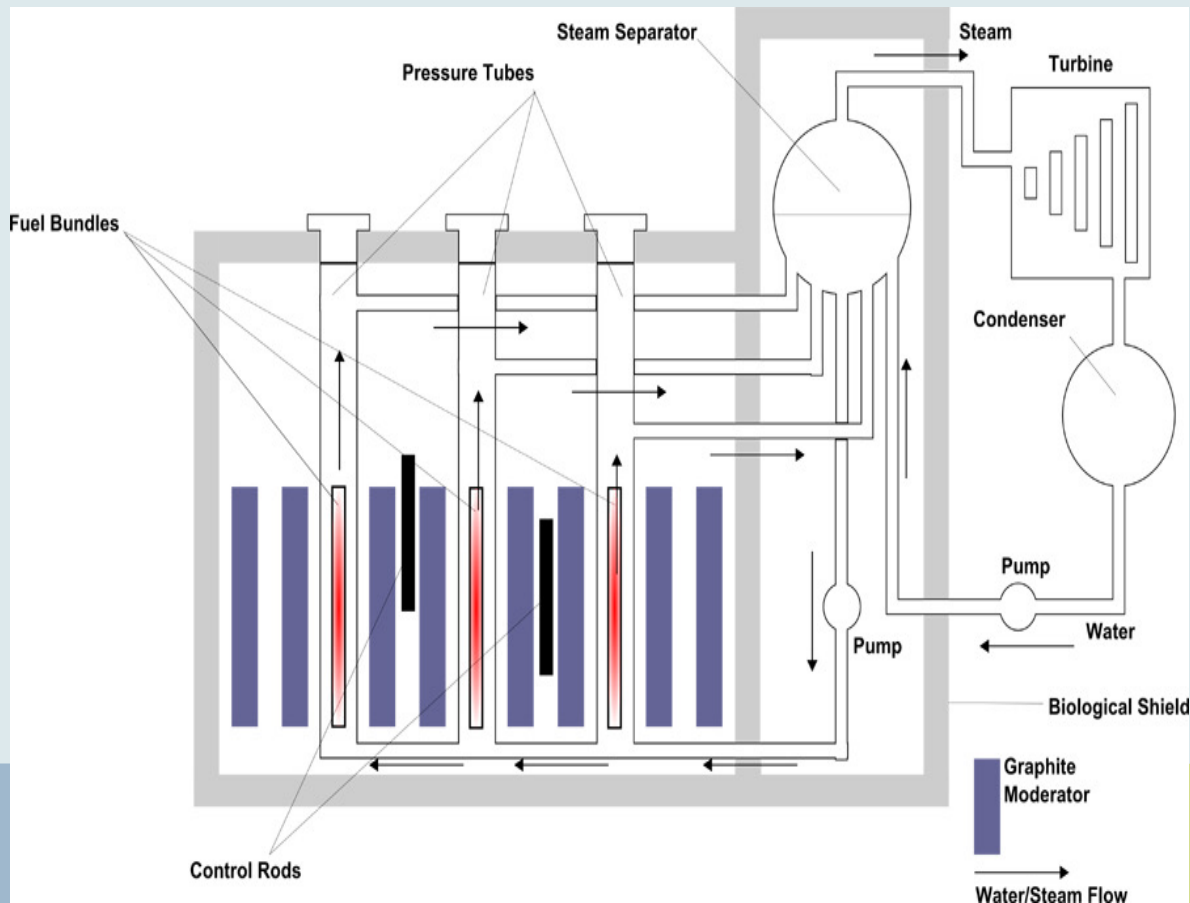 Steam Separator
Steam
Pressure Tubes
Turbine
Fuel Bundles
Condenser
Pump
Water
Pump
Biological Shield
Graphite
Moderator
Control Rods
Water/Steam Flow